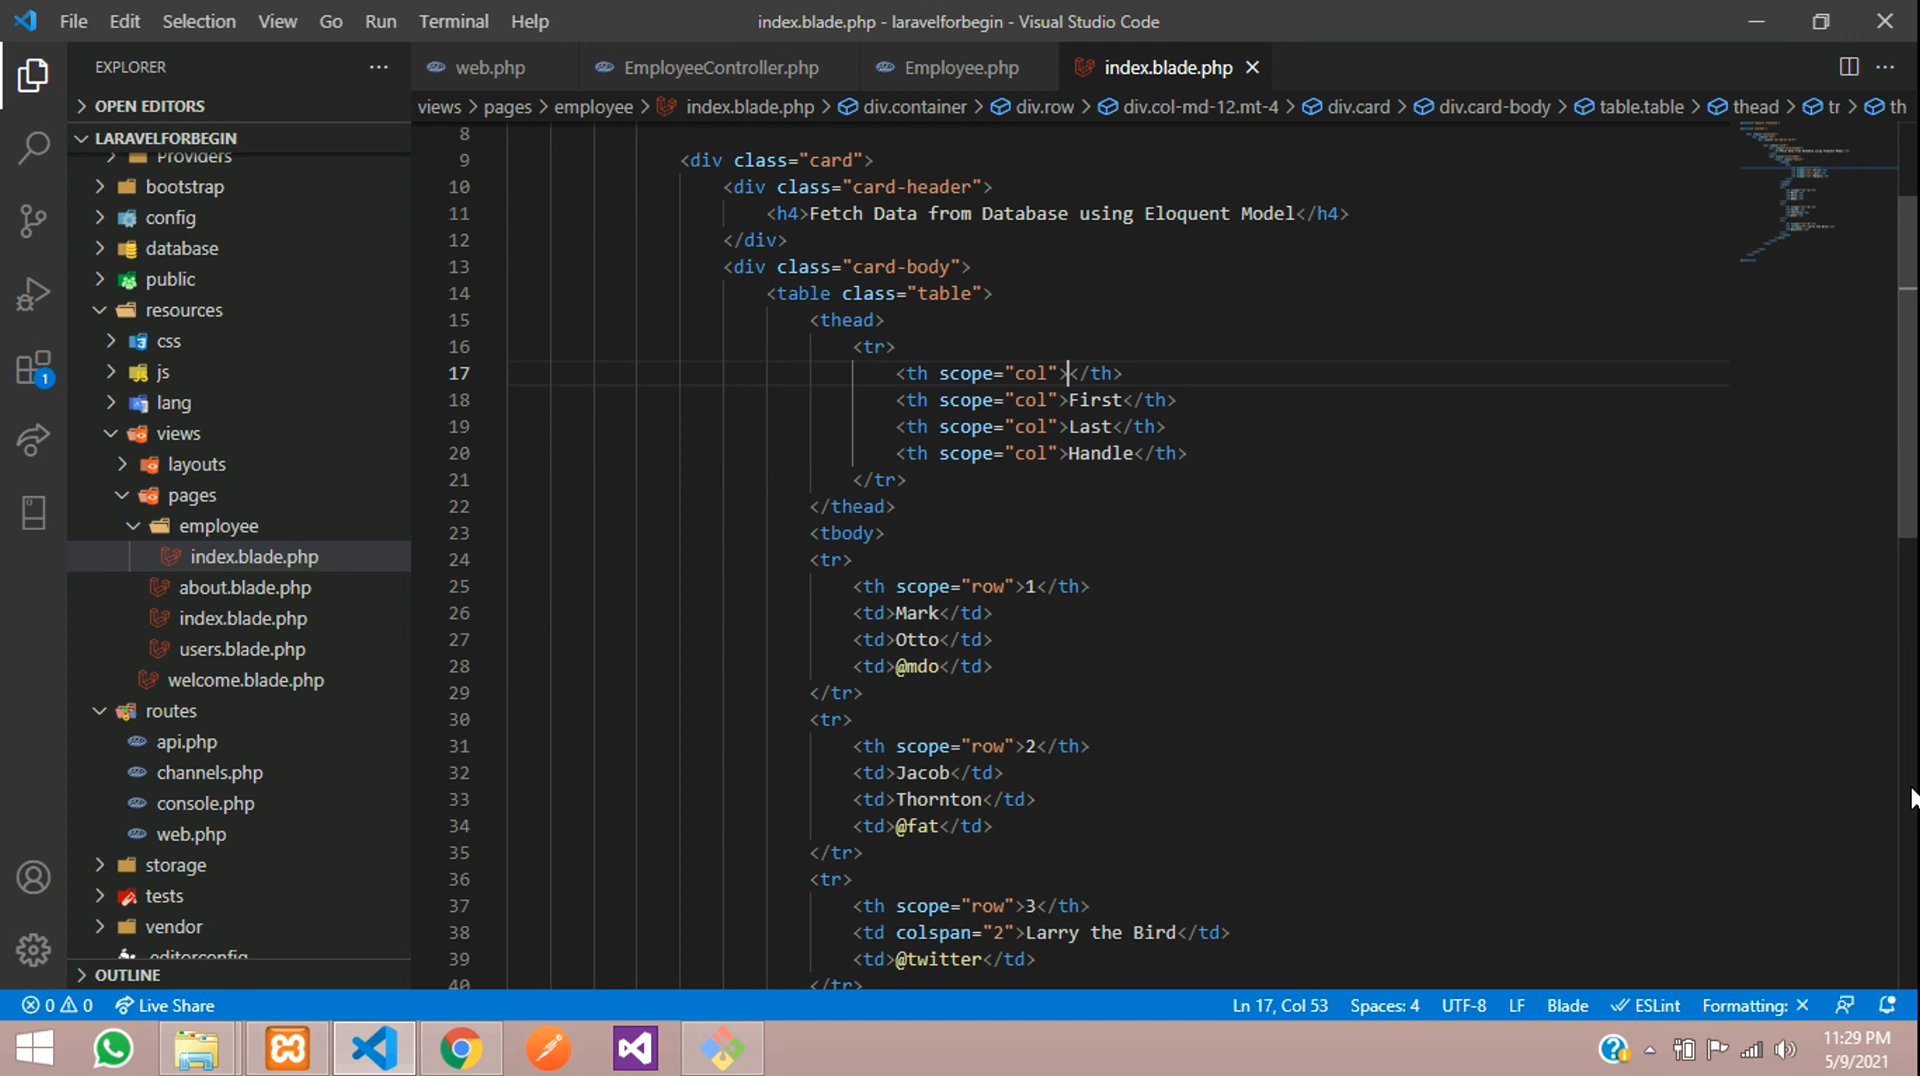 File Edit Selection View Go Run Terminal Help
index.blade.php - laravelforbegin - Visual Studio Code
EXPLORER
web.php
EmployeeController.php
Employee.php
index.blade.php
OPEN EDITORS
views > pages > employee > index.blade.php > div.container > div.row > div.col-md-12.mt-4 > div.card > div.card-body > table.table > thead > tr > th
LARAVELFORBEGIN
Providers
bootstrap
config
database
public
resources
css
js
lang
views
layouts
pages
employee
index.blade.php
about.blade.php
index.blade.php
users.blade.php
welcome.blade.php
routes
api.php
channels.php
console.php
web.php
storage
tests
vendor
.editorconfig
OUTLINE
8
9 <div class="card">
10 <div class="card-header">
11 <h4>Fetch Data from Database using Eloquent Model</h4>
12 </div>
13 <div class="card-body">
14 <table class="table">
15 <thead>
16 <tr>
17 <th scope="col"></th>
18 <th scope="col">First</th>
19 <th scope="col">Last</th>
20 <th scope="col">Handle</th>
21 </tr>
22 </thead>
23 <tbody>
24 <tr>
25 <th scope="row">1</th>
26 <td>Mark</td>
27 <td>Otto</td>
28 <td>@mdo</td>
29 </tr>
30 <tr>
31 <th scope="row">2</th>
32 <td>Jacob</td>
33 <td>Thornton</td>
34 <td>@fat</td>
35 </tr>
36 <tr>
37 <th scope="row">3</th>
38 <td colspan="2">Larry the Bird</td>
39 <td>@twitter</td>
40 </tr>
1
0 0 Live Share
Ln 17, Col 53 Spaces: 4 UTF-8 LF Blade ESLint Formatting: ×
11:29 PM
5/9/2021